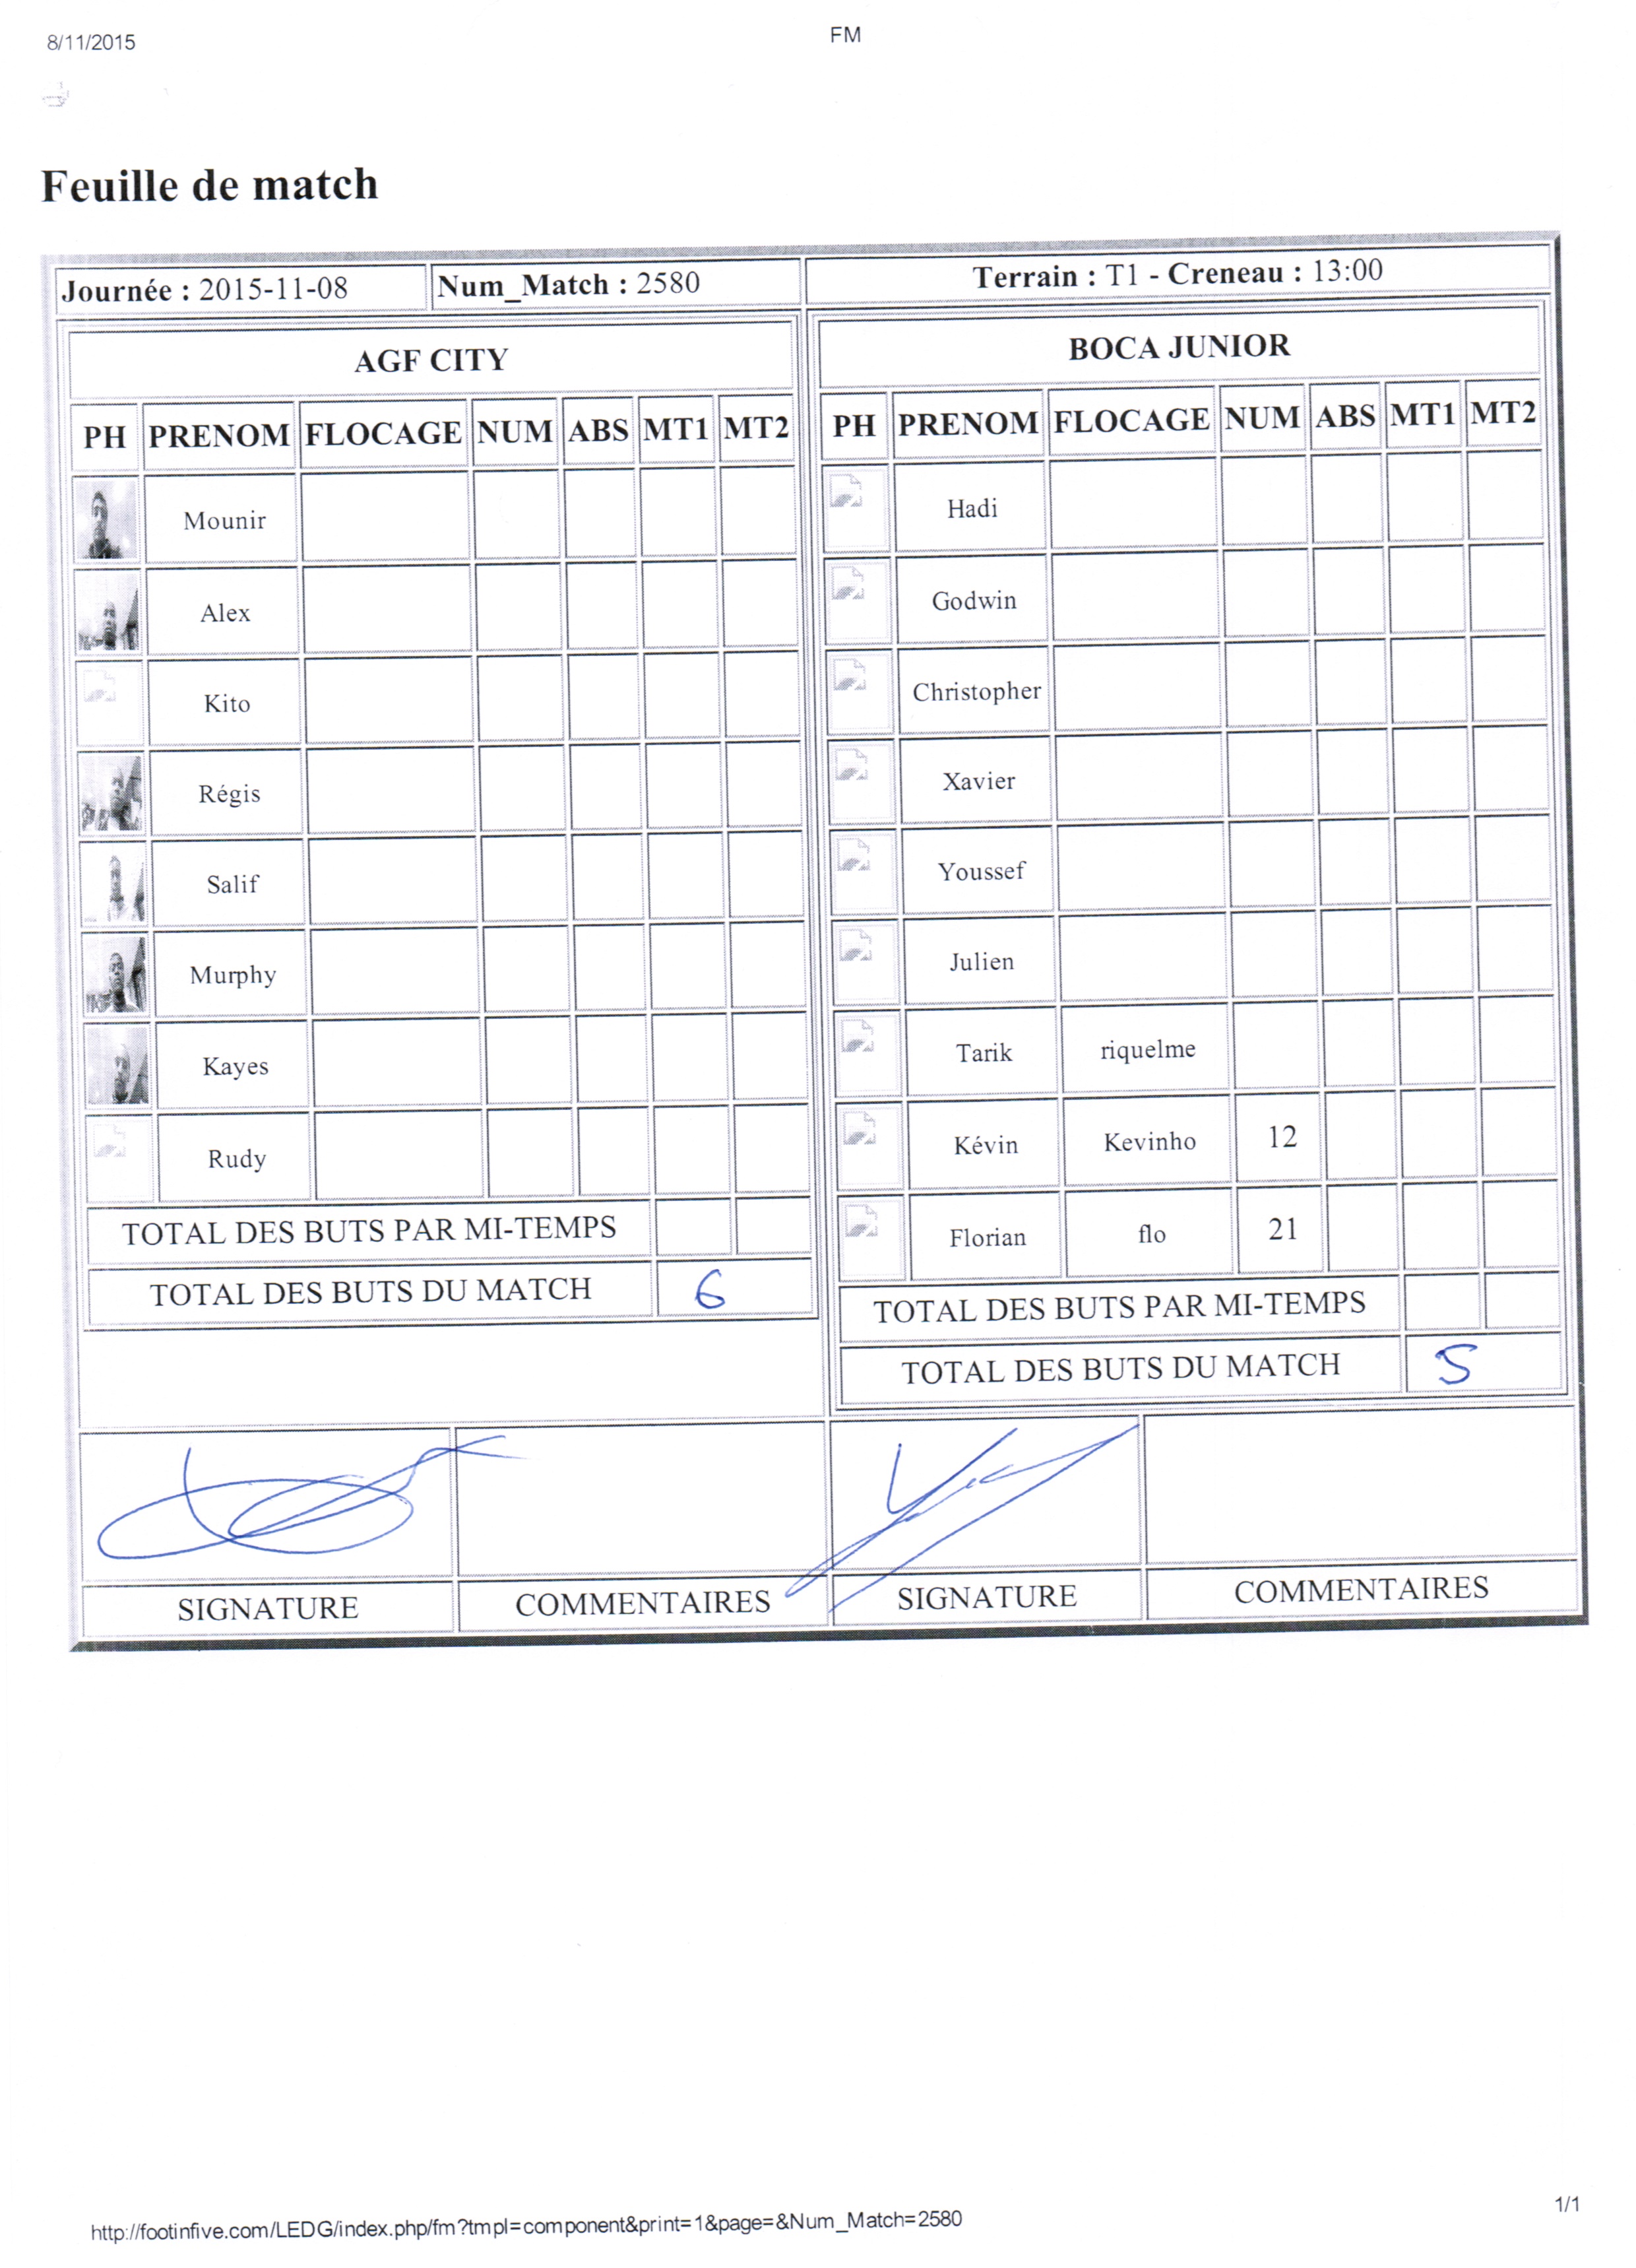 8/11/2015
FM
Feuille de match
Journée : 2015-11-08 Num_Match : 2580 Terrain : T1 - Creneau : 13:00
AGF CITY
PH PRENOM FLOCAGE NUM ABS MT1 MT2
Mounir
Alex
Kito
Régis
Salif
Murphy
Kayes
Rudy
TOTAL DES BUTS PAR MI-TEMPS
TOTAL DES BUTS DU MATCH 6
BOCA JUNIOR
PH PRENOM FLOCAGE NUM ABS MT1 MT2
Hadi
Godwin
Christopher
Xavier
Youssef
Julien
Tarik riquelme
Kévin Kevinho 12
Florian flo 21
TOTAL DES BUTS PAR MI-TEMPS
TOTAL DES BUTS DU MATCH 5
SIGNATURE COMMENTAIRES SIGNATURE COMMENTAIRES
http://footinfive.com/LEDG/index.php/fm?tmpl=component&print=1&page=&Num_Match=2580
1/1